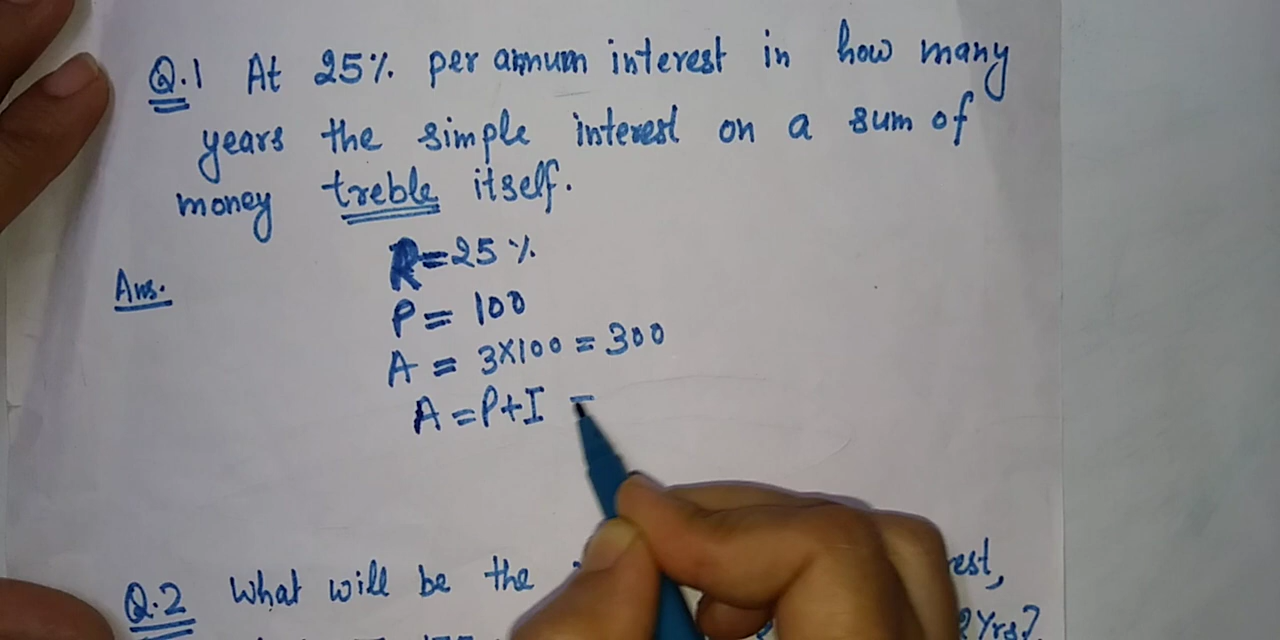 Q.1 At 25% per annum interest in how many
years the simple interest on a sum of
money treble itself.
Ans.
R=25 %
P = 100
A = 3×100 = 300
A = P+I =
Q.2 What will be the
Yrs?